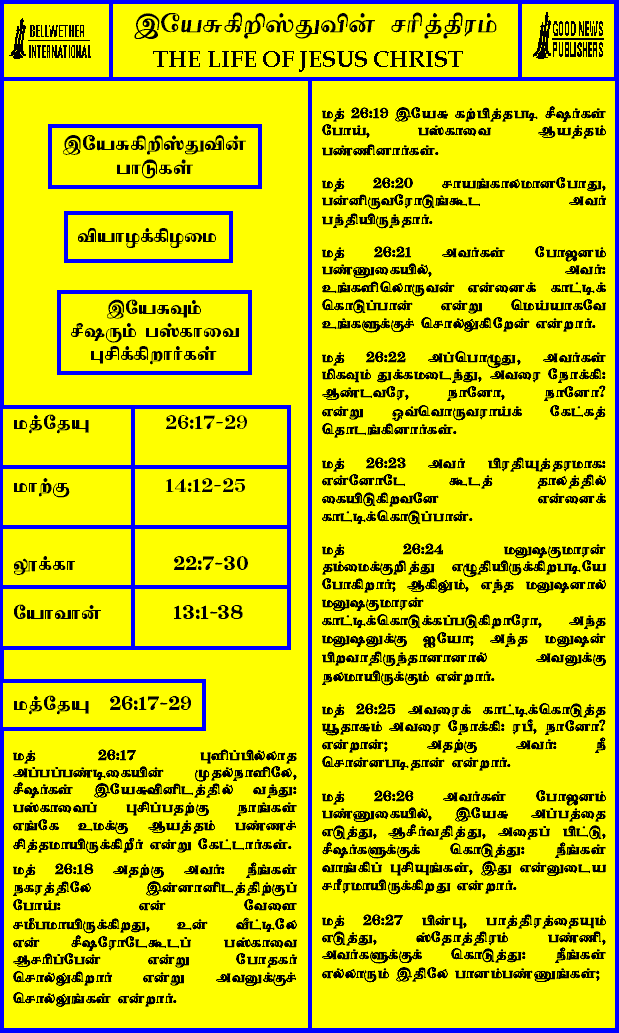 BELLWETHER
INTERNATIONAL
இயேசுகிறிஸ்துவின் சரித்திரம்
THE LIFE OF JESUS CHRIST
GOOD NEWS
PUBLISHERS
இயேசுகிறிஸ்துவின்
பாடுகள்
வியாழக்கிழமை
இயேசுவும்
சீஷரும் பஸ்காவை
புசிக்கிறார்கள்
மத்தேயு 26:17-29
மாற்கு 14:12-25
லூக்கா 22:7-30
யோவான் 13:1-38
மத்தேயு 26:17-29
மத் 26:17 புளிப்பில்லாத
அப்பப்பண்டிகையின் முதல்நாளிலே,
சீஷர்கள் இயேசுவினிடத்தில் வந்து:
பஸ்காவைப் புசிப்பதற்கு நாங்கள்
எங்கே உமக்கு ஆயத்தம் பண்ணச்
சித்தமாயிருக்கிறீர் என்று கேட்டார்கள்.
மத் 26:18 அதற்கு அவர்: நீங்கள்
நகரத்திலே இன்னானிடத்திற்குப்
போய்: என் வேளை
சமீபமாயிருக்கிறது, உன் வீட்டிலே
என் சீஷரோடேகூடப் பஸ்காவை
ஆசரிப்பேன் என்று போதகர்
சொல்லுகிறார் என்று அவனுக்குச்
சொல்லுங்கள் என்றார்.
மத் 26:19 இயேசு கற்பித்தபடி சீஷர்கள்
போய், பஸ்காவை ஆயத்தம்
பண்ணினார்கள்.
மத் 26:20 சாயங்காலமானபோது,
பன்னிருவரோடுங்கூட அவர்
பந்தியிருந்தார்.
மத் 26:21 அவர்கள் போஜனம்
பண்ணுகையில், அவர்:
உங்களிலொருவன் என்னைக் காட்டிக்
கொடுப்பான் என்று மெய்யாகவே
உங்களுக்குச் சொல்லுகிறேன் என்றார்.
மத் 26:22 அப்பொழுது, அவர்கள்
மிகவும் துக்கமடைந்து, அவரை நோக்கி:
ஆண்டவரே, நானோ, நானோ?
என்று ஒவ்வொருவராய்க் கேட்கத்
தொடங்கினார்கள்.
மத் 26:23 அவர் பிரதியுத்தரமாக:
என்னோடே கூடத் தாலத்தில்
கையிடுகிறவனே என்னைக்
காட்டிக்கொடுப்பான்.
மத் 26:24 மனுஷகுமாரன்
தம்மைக்குறித்து எழுதியிருக்கிறபடியே
போகிறார்; ஆகிலும், எந்த மனுஷனால்
மனுஷகுமாரன்
காட்டிக்கொடுக்கப்படுகிறாரோ, அந்த
மனுஷனுக்கு ஐயோ; அந்த மனுஷன்
பிறவாதிருந்தானானால் அவனுக்கு
நலமாயிருக்கும் என்றார்.
மத் 26:25 அவரைக் காட்டிக்கொடுத்த
யூதாசும் அவரை நோக்கி: ரபீ, நானோ?
என்றான்; அதற்கு அவர்: நீ
சொன்னபடிதான் என்றார்.
மத் 26:26 அவர்கள் போஜனம்
பண்ணுகையில், இயேசு அப்பத்தை
எடுத்து, ஆசீர்வதித்து, அதைப் பிட்டு,
சீஷர்களுக்குக் கொடுத்து: நீங்கள்
வாங்கிப் புசியுங்கள், இது என்னுடைய
சரீரமாயிருக்கிறது என்றார்.
மத் 26:27 பின்பு, பாத்திரத்தையும்
எடுத்து, ஸ்தோத்திரம் பண்ணி,
அவர்களுக்குக் கொடுத்து: நீங்கள்
எல்லாரும் இதிலே பானம்பண்ணுங்கள்;